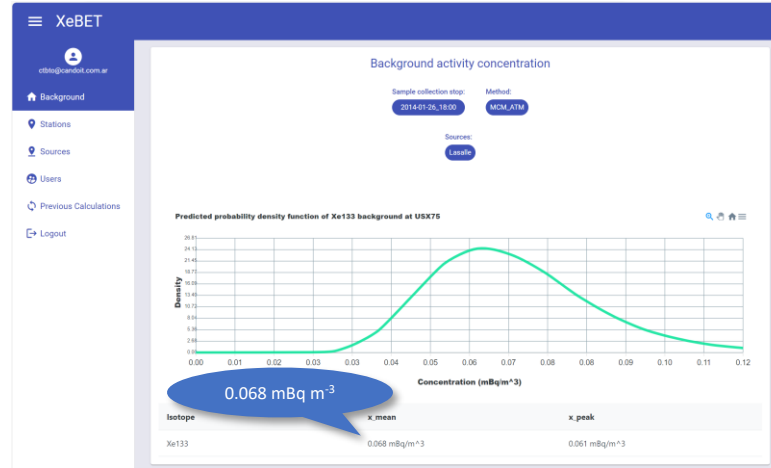 XeBET
ctbto@candoit.com.ar
Background
Stations
Sources
Users
Previous Calculations
Logout
Background activity concentration
Sample collection stop: Method:
2014-01-26_18:00 MCM_ATM
Sources:
Lasalle
Predicted probability density function of Xe133 background at USX75
Density
26.81
24.13
21.45
18.77
16.09
13.40
10.72
8.04
5.36
2.68
0.00
0.00 0.01 0.02 0.03 0.03 0.04 0.05 0.06 0.07 0.08 0.08 0.09 0.10 0.11 0.12
Concentration (mBq/m^3)
0.068 mBq m-3
Isotope x_mean x_peak
Xe133 0.068 mBq/m^3 0.061 mBq/m^3